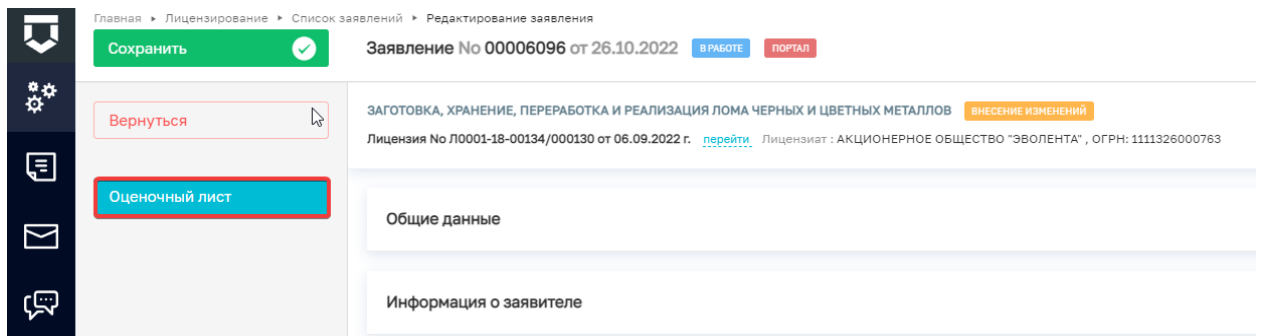 Главная ▸ Лицензирование ▸ Список заявлений ▸ Редактирование заявления
Сохранить
Заявление No 00006096 от 26.10.2022 В РАБОТЕ ПОРТАЛ
Вернуться
ЗАГОТОВКА, ХРАНЕНИЕ, ПЕРЕРАБОТКА И РЕАЛИЗАЦИЯ ЛОМА ЧЕРНЫХ И ЦВЕТНЫХ МЕТАЛЛОВ ВНЕСЕНИЕ ИЗМЕНЕНИЙ
Лицензия No Л0001-18-00134/000130 от 06.09.2022 г. перейти Лицензиат : АКЦИОНЕРНОЕ ОБЩЕСТВО "ЭВОЛЕНТА" , ОГРН: 1111326000763
Оценочный лист
Общие данные
Информация о заявителе